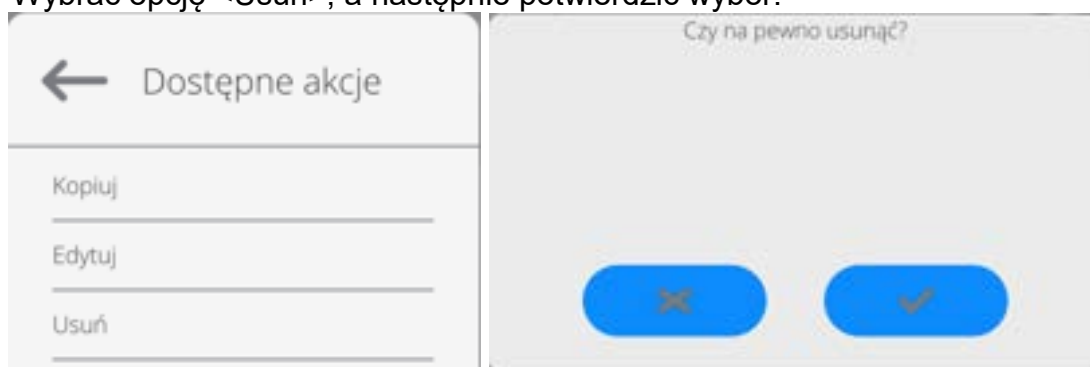 Wybrać opcję <Usuń>, a następnie potwierdzić wybór.
Dostępne akcje
Kopiuj
Edytuj
Usuń
Czy na pewno usunąć?